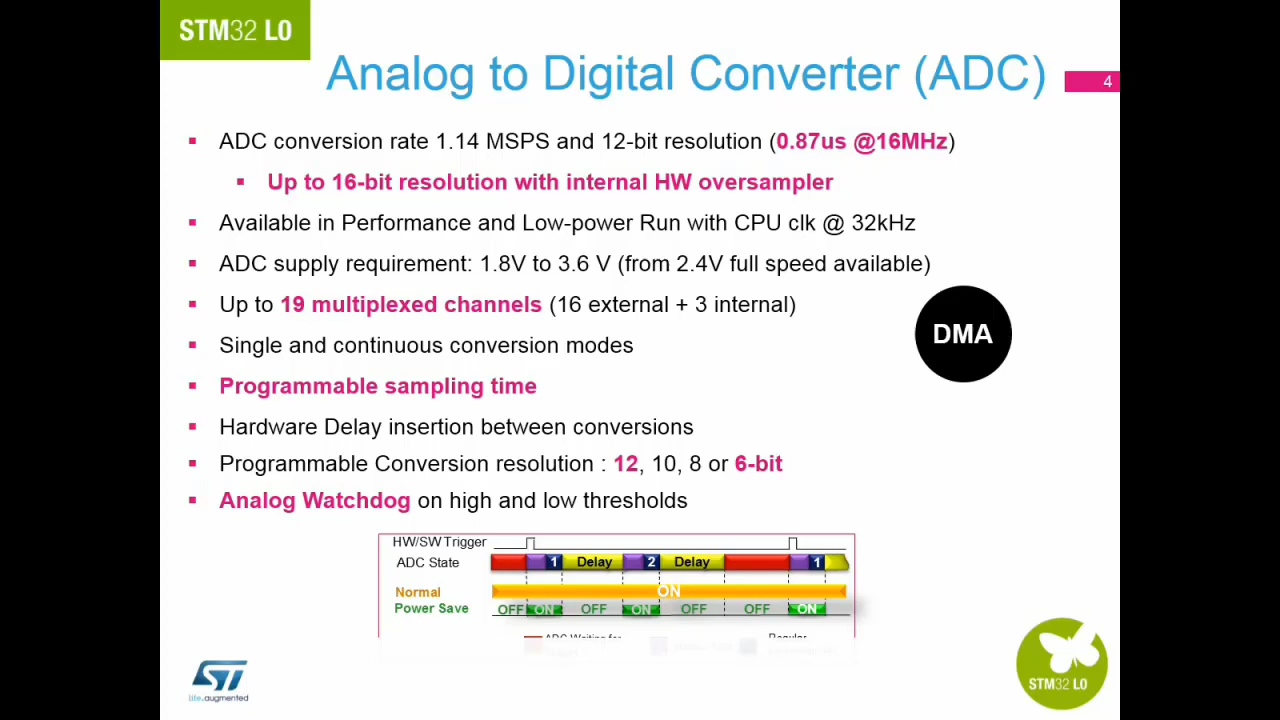 STM32 L0
Analog to Digital Converter (ADC)
4
ADC conversion rate 1.14 MSPS and 12-bit resolution (0.87us @16MHz)
Up to 16-bit resolution with internal HW oversampler
Available in Performance and Low-power Run with CPU clk @ 32kHz
ADC supply requirement: 1.8V to 3.6 V (from 2.4V full speed available)
Up to 19 multiplexed channels (16 external + 3 internal)
DMA
Single and continuous conversion modes
Programmable sampling time
Hardware Delay insertion between conversions
Programmable Conversion resolution : 12, 10, 8 or 6-bit
Analog Watchdog on high and low thresholds
HW/SW Trigger
ADC State 1 Delay 2 Delay 1
Normal ON
Power Save OFF ON OFF ON OFF OFF ON
ADC Waiting for
Regular
ST
life.augmented
STM32 L0